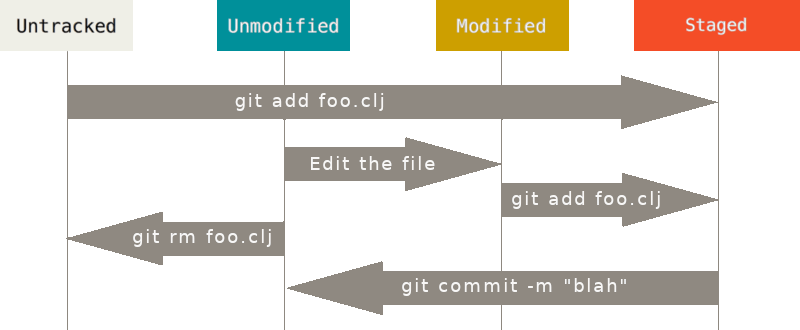 Untracked
Unmodified
Modified
Staged
git add foo.clj
Edit the file
git add foo.clj
git rm foo.clj
git commit -m "blah"